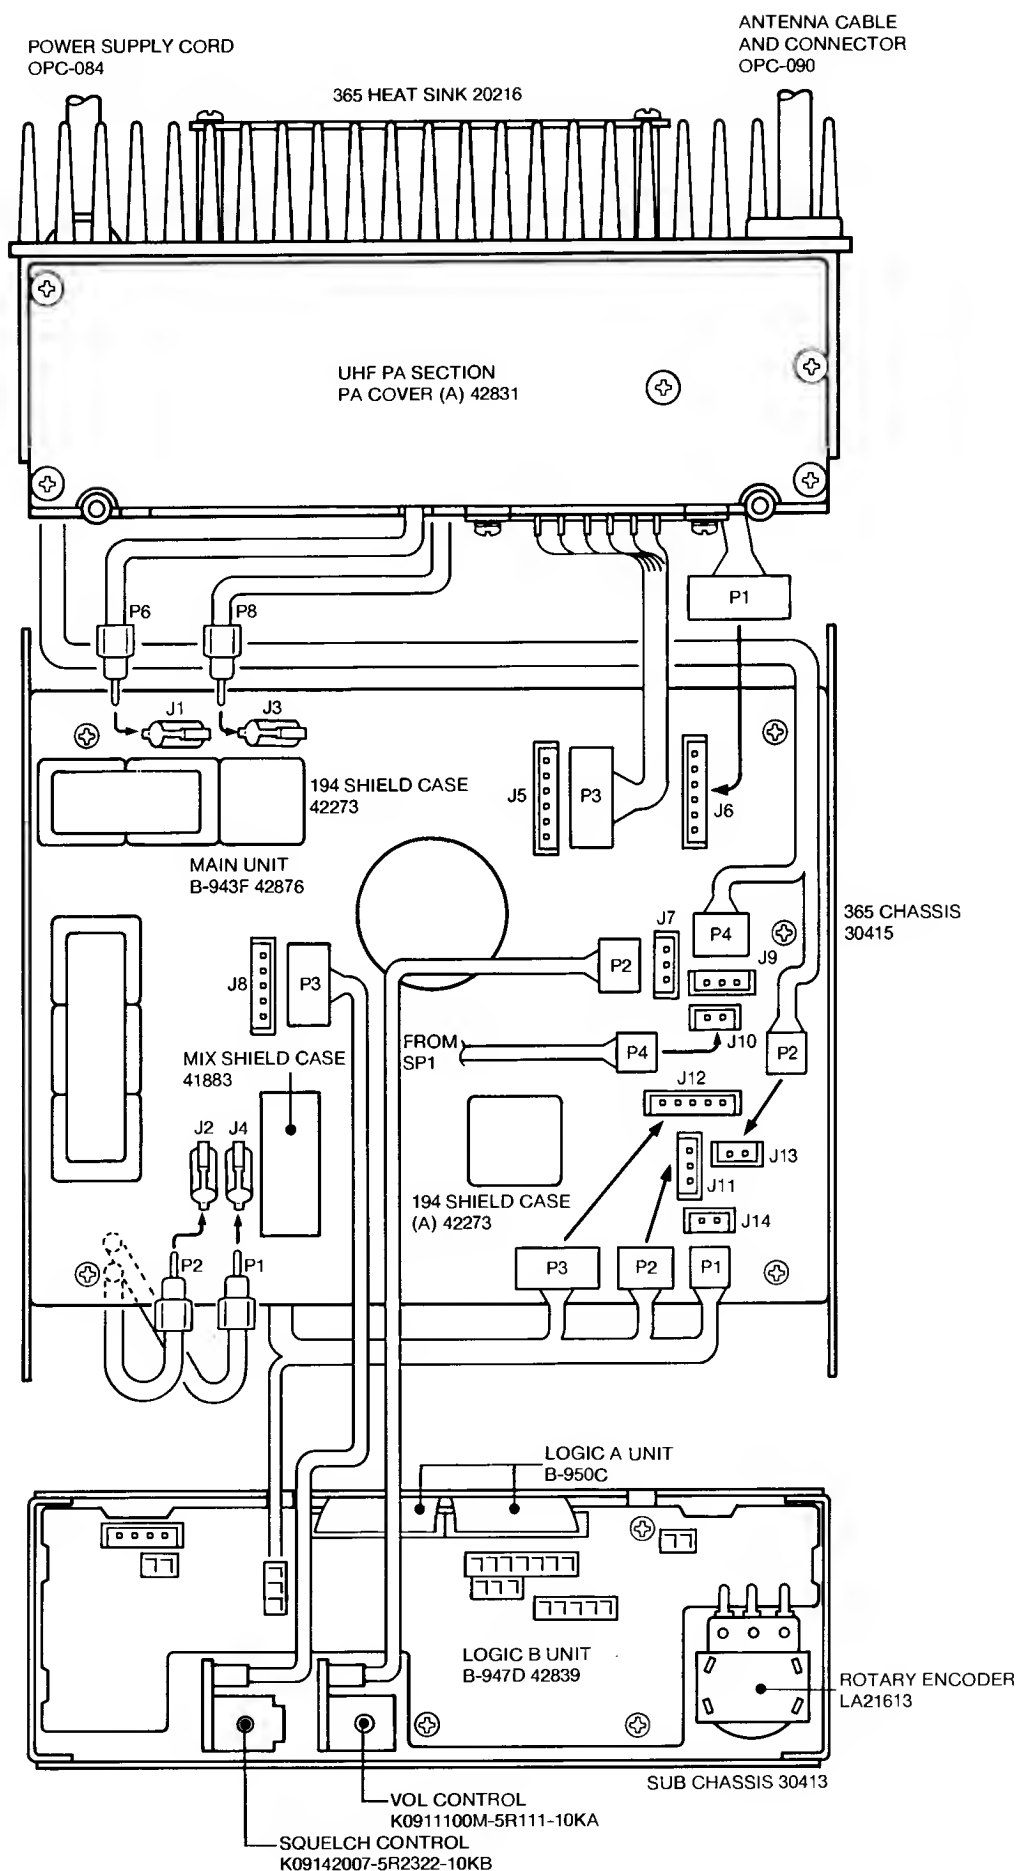 POWER SUPPLY CORD
OPC-084
ANTENNA CABLE
AND CONNECTOR
OPC-090
365 HEAT SINK 20216
UHF PA SECTION
PA COVER (A) 42831
P1
P6
P8
J1
J3
194 SHIELD CASE
42273
J5
P3
J6
MAIN UNIT
B-943F 42876
365 CHASSIS
30415
J7
P4
J9
J8
P3
P2
J10
FROM
SP1
P4
P2
MIX SHIELD CASE
41883
J12
J2
J4
J13
J11
194 SHIELD CASE
(A) 42273
J14
P2
P1
P3
P2
P1
LOGIC A UNIT
B-950C
LOGIC B UNIT
B-947D 42839
ROTARY ENCODER
LA21613
SUB CHASSIS 30413
VOL CONTROL
K0911100M-5R111-10KA
SQUELCH CONTROL
K09142007-5R2322-10KB